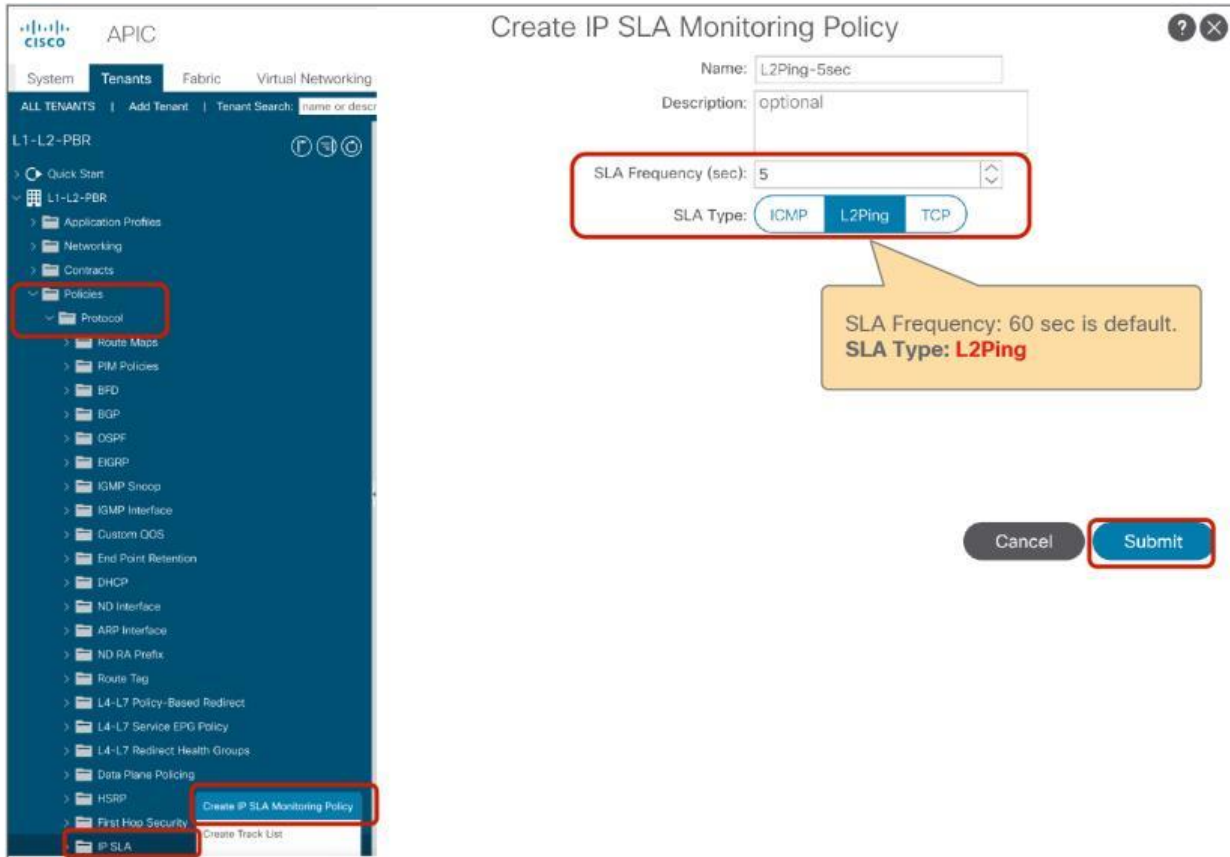 CISCO APIC
System Tenants Fabric Virtual Networking
ALL TENANTS | Add Tenant | Tenant Search: name or descr
L1-L2-PBR
Quick Start
L1-L2-PBR
Application Profiles
Networking
Contracts
Policies
Protocol
Route Maps
PIM Policies
BFD
BGP
OSPF
EIGRP
IGMP Snoop
IGMP Interface
Custom QOS
End Point Retention
DHCP
ND Interface
ARP Interface
ND RA Prefix
Route Tag
L4-L7 Policy-Based Redirect
L4-L7 Service EPG Policy
L4-L7 Redirect Health Groups
Data Plane Policing
HSRP
First Hop Security
IP SLA
Create IP SLA Monitoring Policy
Create Track List
Create IP SLA Monitoring Policy
Name: L2Ping-5sec
Description: optional
SLA Frequency (sec): 5
SLA Type: ICMP L2Ping TCP
SLA Frequency: 60 sec is default.
SLA Type: L2Ping
Cancel Submit